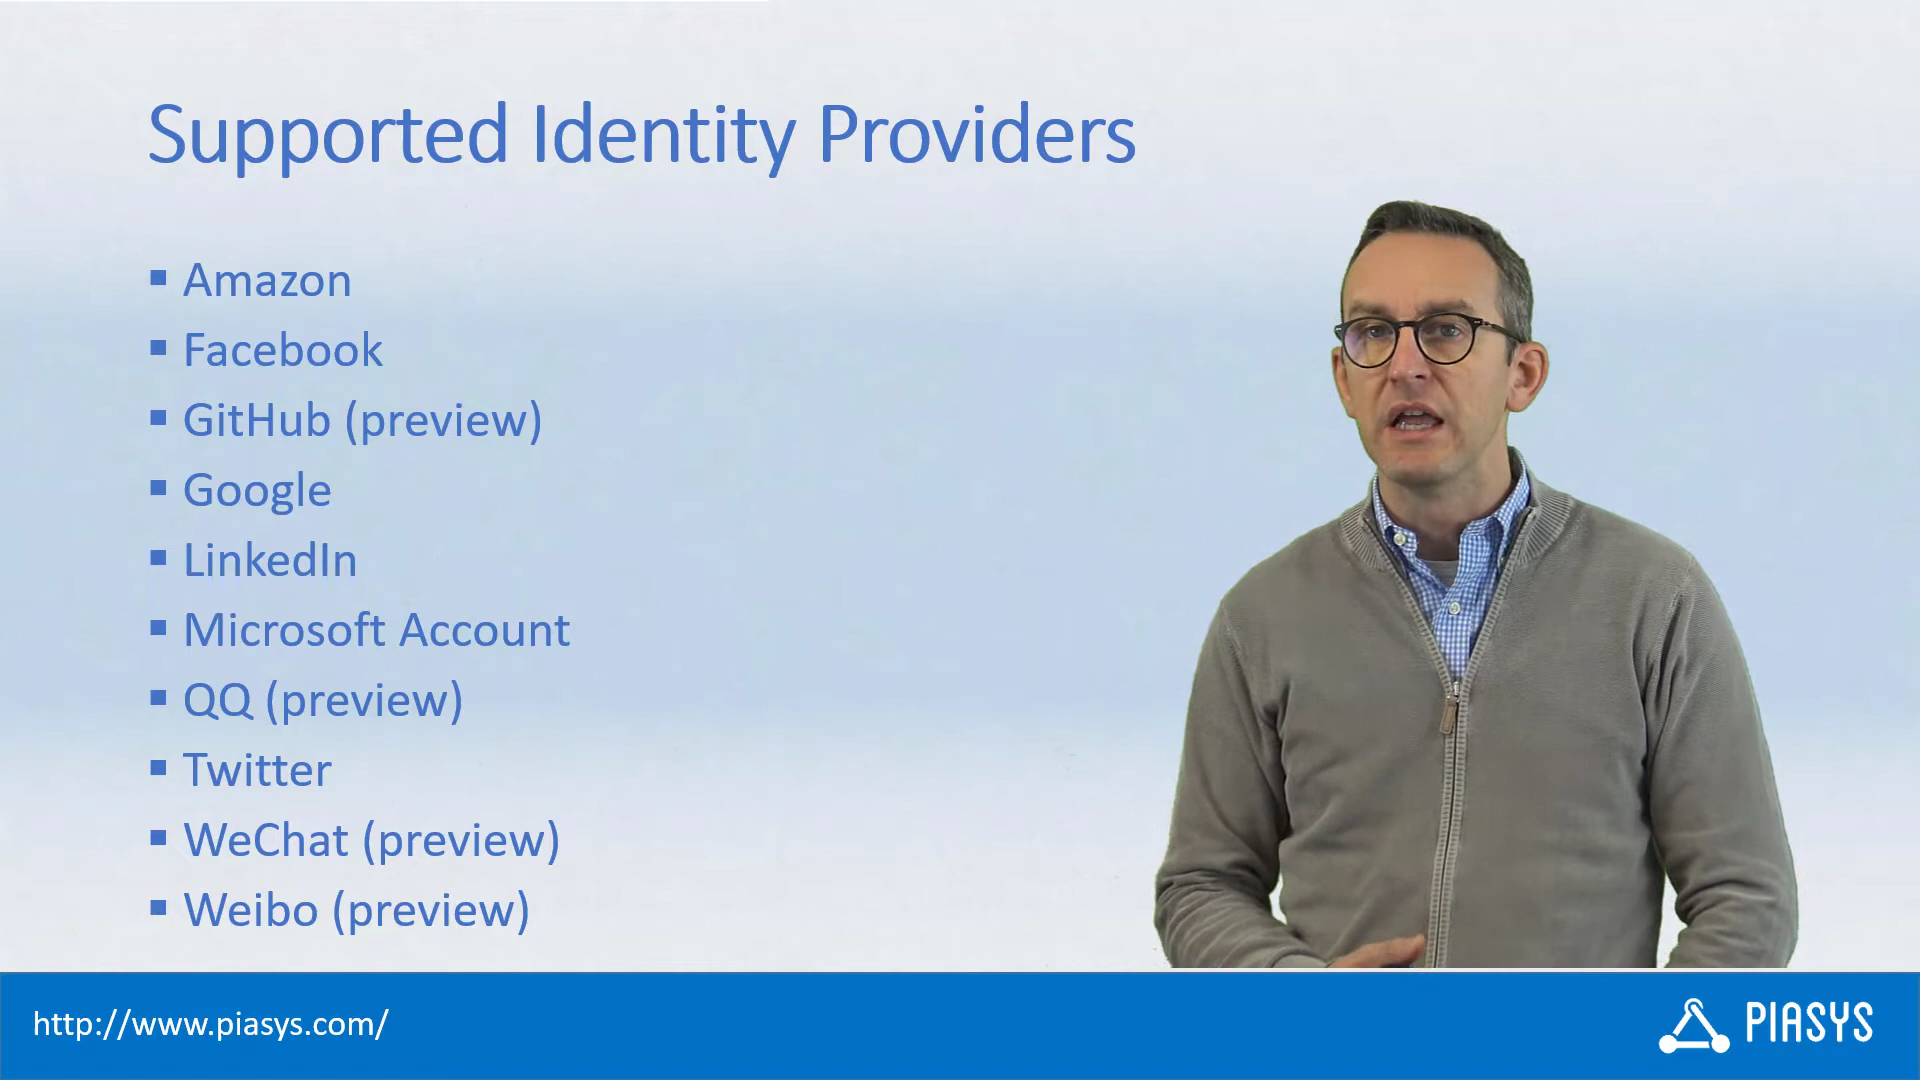 Supported Identity Providers
▪ Amazon
▪ Facebook
▪ GitHub (preview)
▪ Google
▪ LinkedIn
▪ Microsoft Account
▪ QQ (preview)
▪ Twitter
▪ WeChat (preview)
▪ Weibo (preview)
http://www.piasys.com/
PIASYS